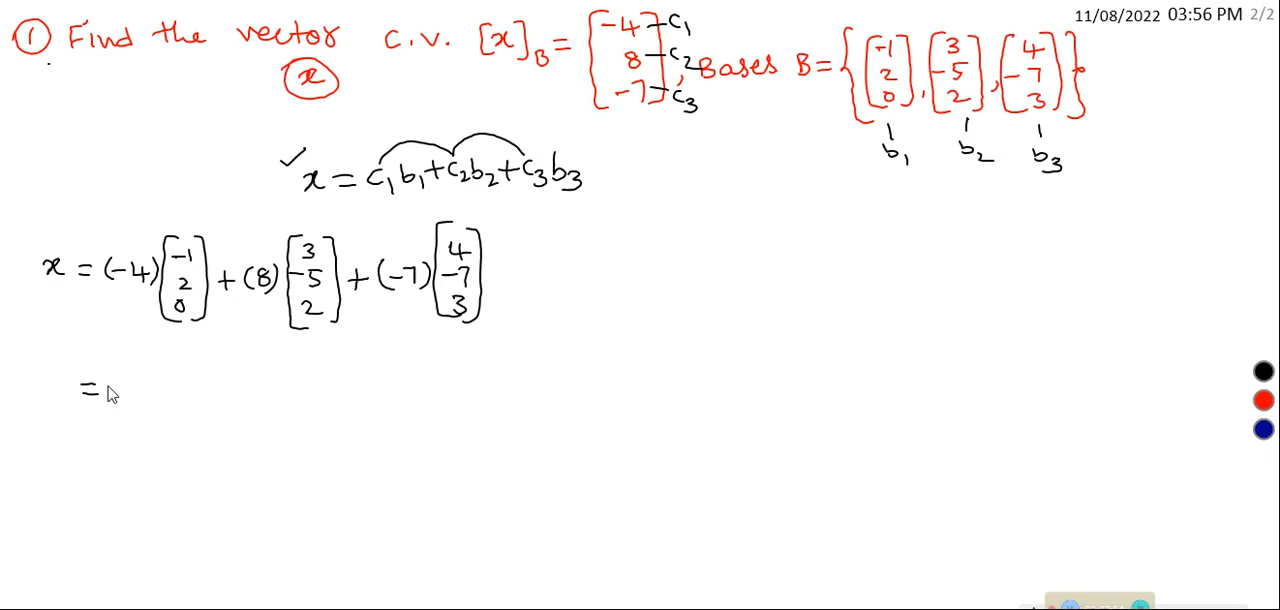 11/08/2022 03:56 PM 2/2
① Find the vector x c.v. [x]_B = [-4 8 -7] -c1 -c2 -c3, Bases B = {[-1 2 0], [3 -5 2], [4 -7 3]}
b1 b2 b3
✓ x = c1b1 + c2b2 + c3b3
x = (-4)[-1 2 0] + (8)[3 -5 2] + (-7)[4 -7 3]
=